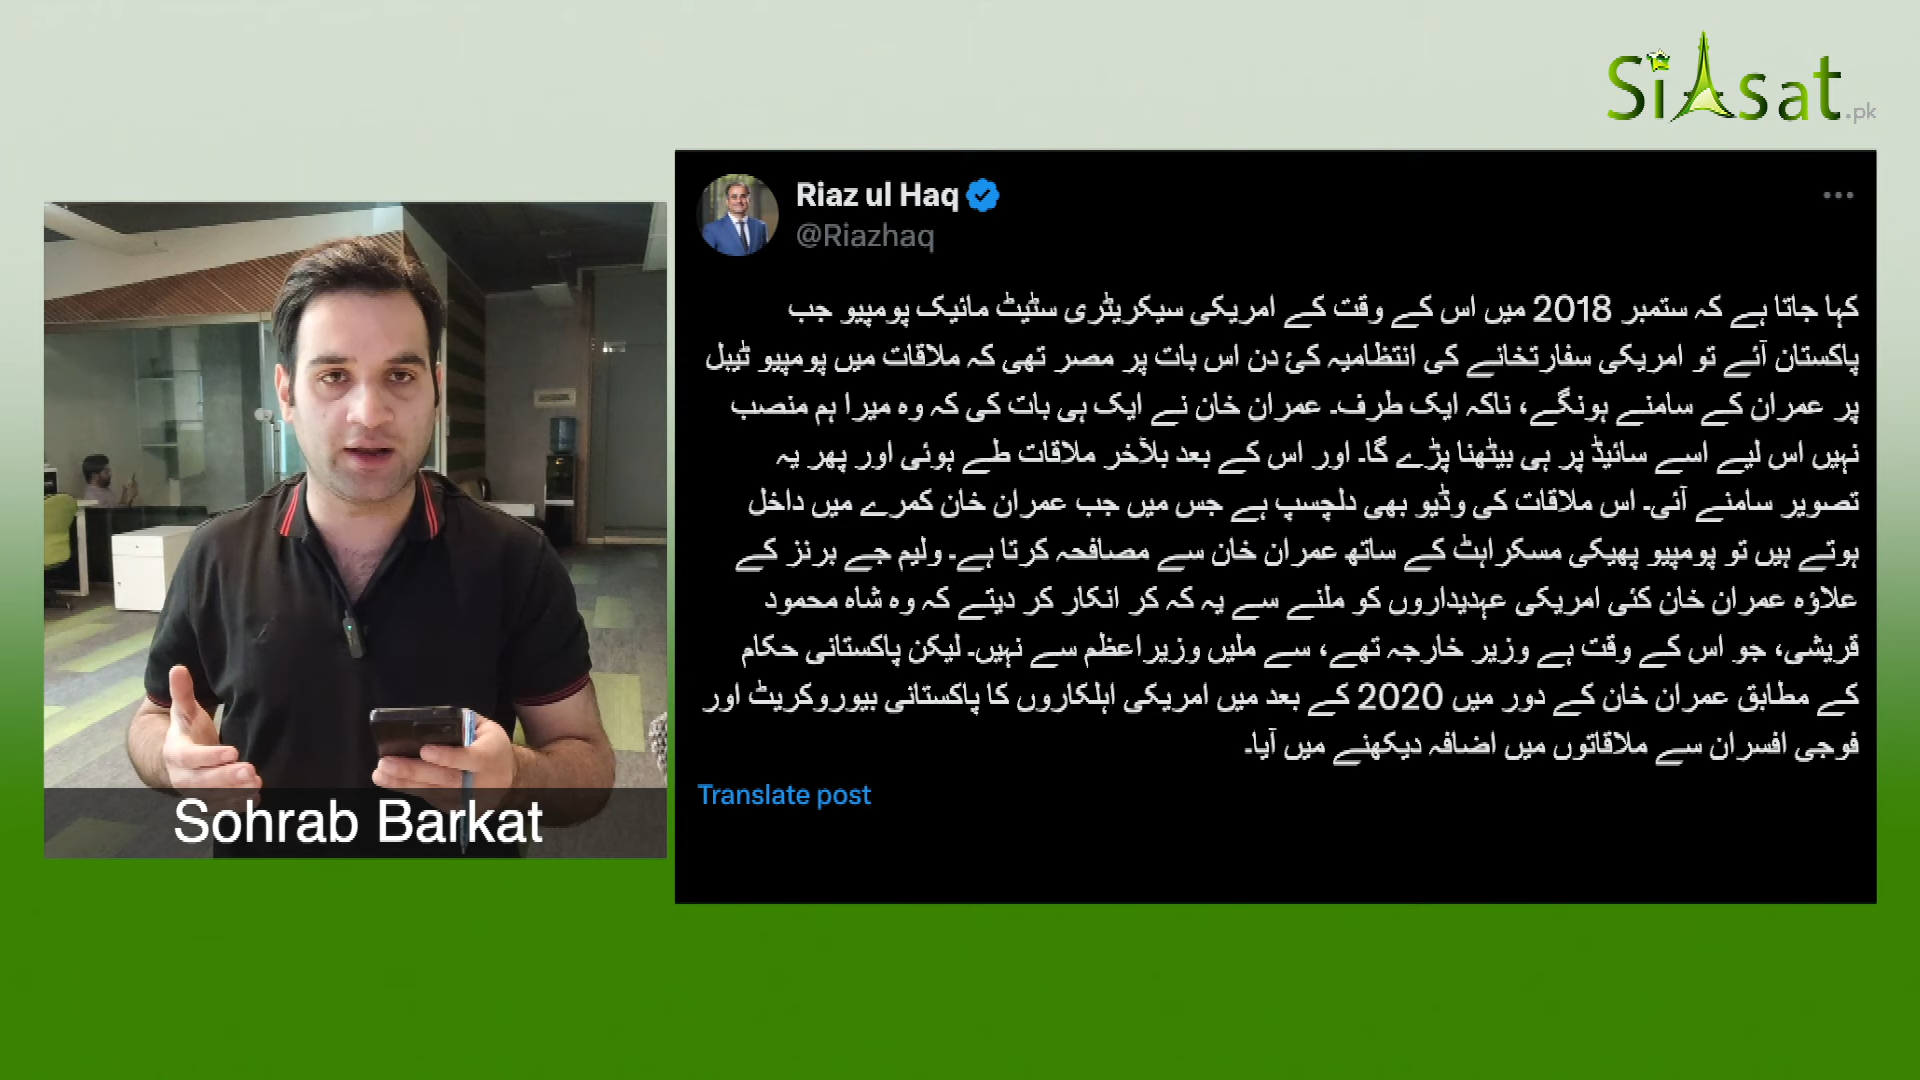 SiAsat.pk
Riaz ul Haq
@Riazhaq
کہا جاتا ہے کہ ستمبر 2018 میں اس کے وقت کے امریکی سیکریٹری سٹیٹ مائیک پومپیو جب
پاکستان آئے تو امریکی سفارتخانے کی انتظامیہ کئ دن اس بات پر مصر تھی کہ ملاقات میں پومپیو ٹیبل
پر عمران کے سامنے ہونگے، ناکہ ایک طرف۔ عمران خان نے ایک ہی بات کی کہ وہ میرا ہم منصب
نہیں اس لیے اسے سائیڈ پر ہی بیٹھنا پڑے گا۔ اور اس کے بعد بلآخر ملاقات طے ہوئی اور پھر یہ
تصویر سامنے آئی۔ اس ملاقات کی وڈیو بھی دلچسپ ہے جس میں جب عمران خان کمرے میں داخل
ہوتے ہیں تو پومپیو پھیکی مسکراہٹ کے ساتھ عمران خان سے مصافحہ کرتا ہے۔ ولیم جے برنز کے
علاؤہ عمران خان کئی امریکی عہدیداروں کو ملنے سے یہ کہ کر انکار کر دیتے کہ وہ شاہ محمود
قریشی، جو اس کے وقت ہے وزیر خارجہ تھے، سے ملیں وزیراعظم سے نہیں۔ لیکن پاکستانی حکام
کے مطابق عمران خان کے دور میں 2020 کے بعد میں امریکی اہلکاروں کا پاکستانی بیوروکریٹ اور
فوجی افسران سے ملاقاتوں میں اضافہ دیکھنے میں آیا۔
Translate post
Sohrab Barkat